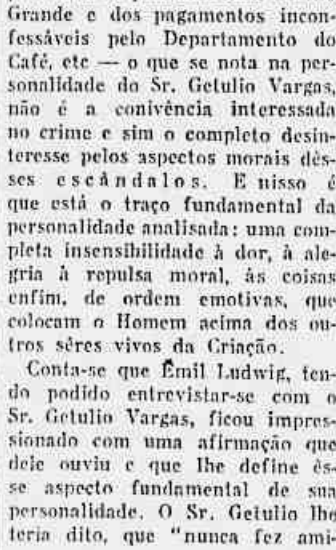 Grande e dos pagamentos incon-
fessáveis pelo Departamento do
Café, etc — o que se nota na per-
sonalidade do Sr. Getulio Vargas,
não é a conivência interessada
no crime e sim o completo desin-
teresse pelos aspectos morais dês-
ses escândalos. E nisso é
que está o traço fundamental da
personalidade analisada: uma com-
pleta insensibilidade à dor, à ale-
gria à repulsa moral, às coisas
enfim, de ordem emotivas, que
colocam o Homem acima dos ou-
tros sêres vivos da Criação.
Conta-se que Êmil Ludwig, ten-
do podido entrevistar-se com o
Sr. Getulio Vargas, ficou impres-
sionado com uma afirmação que
dele ouviu e que lhe define ês-
se aspecto fundamental de sua
personalidade. O Sr. Getulio lhe
teria dito, que "nunca fez ami-